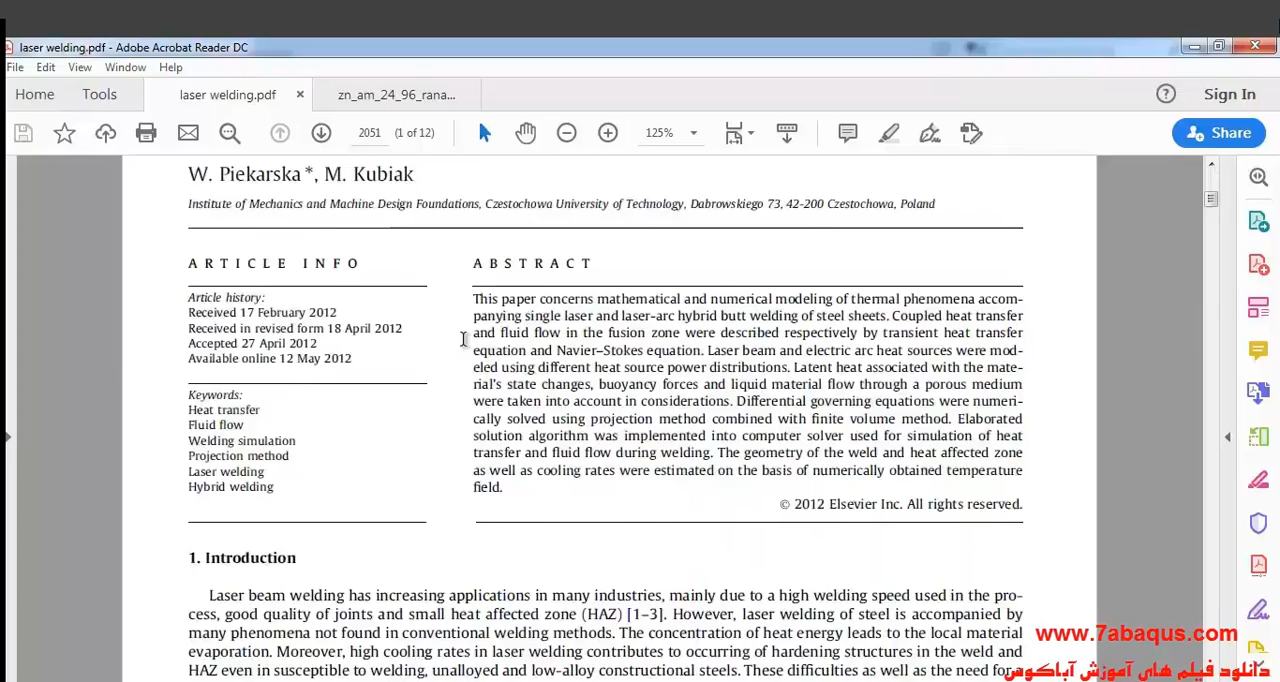 laser welding.pdf - Adobe Acrobat Reader DC
File Edit View Window Help
Home Tools laser welding.pdf × zn_am_24_96_rana... ? Sign In
2051 (1 of 12) 125% Share
W. Piekarska *, M. Kubiak
Institute of Mechanics and Machine Design Foundations, Czestochowa University of Technology, Dabrowskiego 73, 42-200 Czestochowa, Poland
ARTICLE INFO
Article history:
Received 17 February 2012
Received in revised form 18 April 2012
Accepted 27 April 2012
Available online 12 May 2012
Keywords:
Heat transfer
Fluid flow
Welding simulation
Projection method
Laser welding
Hybrid welding
ABSTRACT
This paper concerns mathematical and numerical modeling of thermal phenomena accom-
panying single laser and laser-arc hybrid butt welding of steel sheets. Coupled heat transfer
and fluid flow in the fusion zone were described respectively by transient heat transfer
equation and Navier–Stokes equation. Laser beam and electric arc heat sources were mod-
eled using different heat source power distributions. Latent heat associated with the mate-
rial's state changes, buoyancy forces and liquid material flow through a porous medium
were taken into account in considerations. Differential governing equations were numeri-
cally solved using projection method combined with finite volume method. Elaborated
solution algorithm was implemented into computer solver used for simulation of heat
transfer and fluid flow during welding. The geometry of the weld and heat affected zone
as well as cooling rates were estimated on the basis of numerically obtained temperature
field.
© 2012 Elsevier Inc. All rights reserved.
1. Introduction
Laser beam welding has increasing applications in many industries, mainly due to a high welding speed used in the pro-
cess, good quality of joints and small heat affected zone (HAZ) [1–3]. However, laser welding of steel is accompanied by
many phenomena not found in conventional welding methods. The concentration of heat energy leads to the local material
evaporation. Moreover, high cooling rates in laser welding contributes to occurring of hardening structures in the weld and
HAZ even in susceptible to welding, unalloyed and low-alloy constructional steels. These difficulties as well as the need for a
www.7abaqus.com
دانلود فیلم های آموزش آباکوس